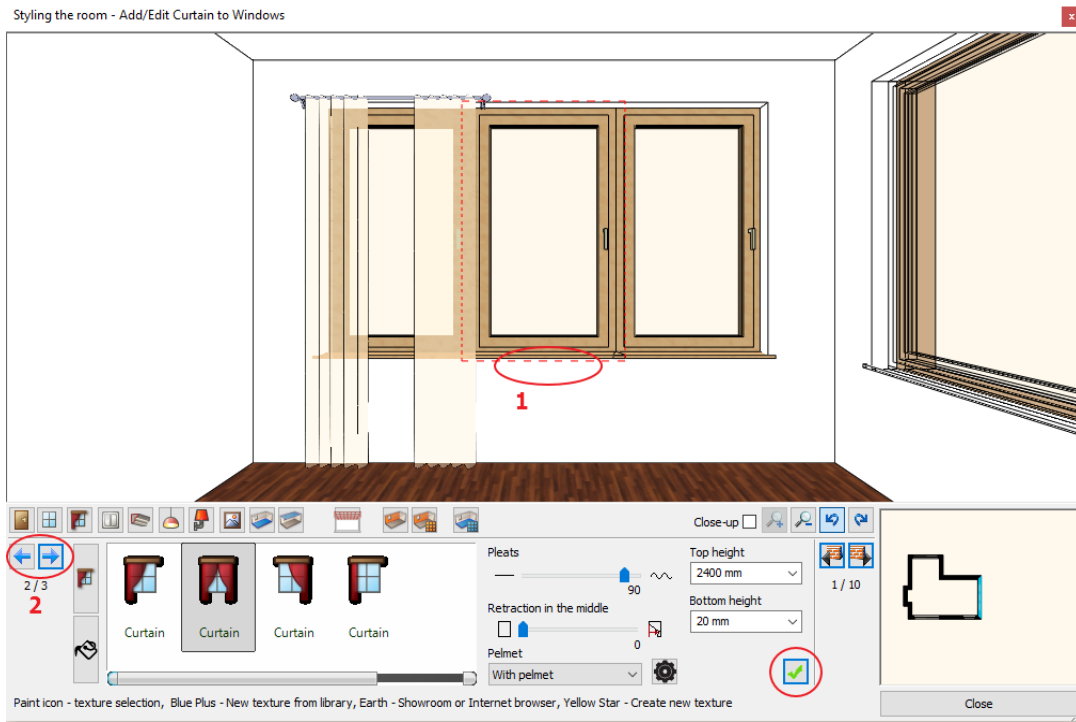 Styling the room - Add/Edit Curtain to Windows
x
1
Close-up
2 / 3
2
Curtain
Curtain
Curtain
Curtain
Pleats
90
Retraction in the middle
0
Pelmet
With pelmet
Top height
2400 mm
Bottom height
20 mm
1 / 10
Paint icon - texture selection, Blue Plus - New texture from library, Earth - Showroom or Internet browser, Yellow Star - Create new texture
Close